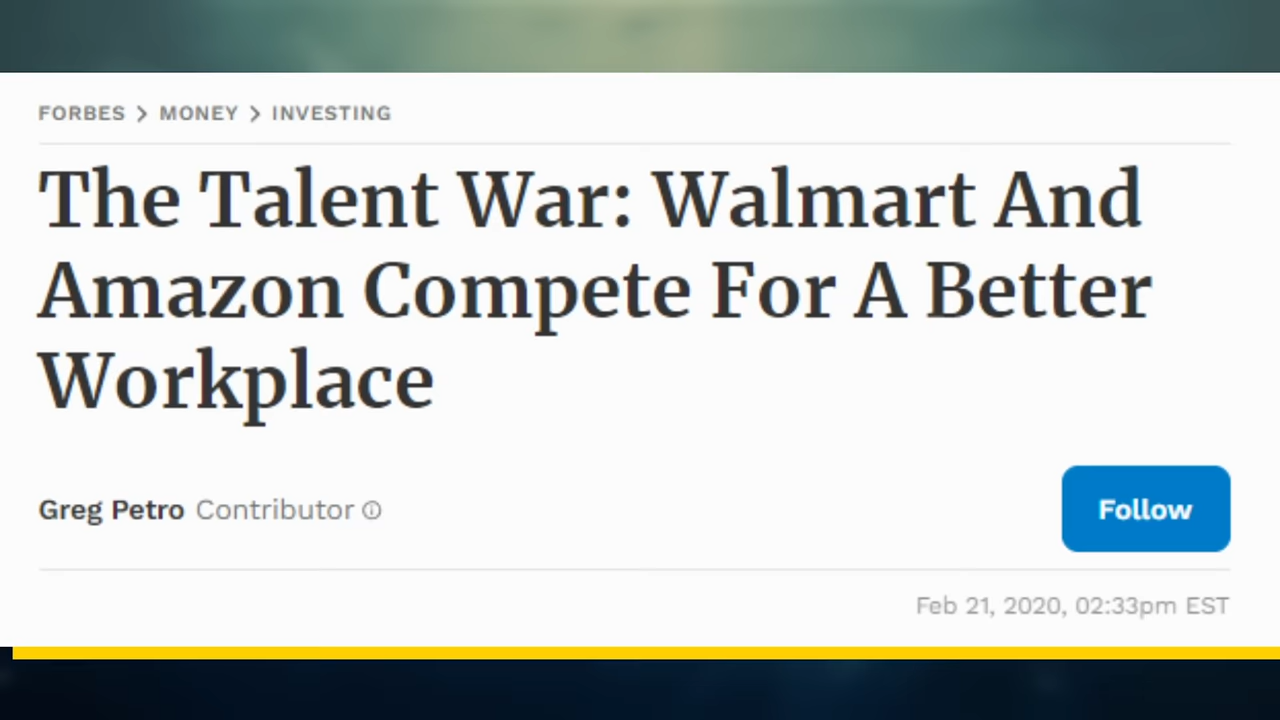 FORBES > MONEY > INVESTING
The Talent War: Walmart And
Amazon Compete For A Better
Workplace
Greg Petro Contributor ⓘ
Follow
Feb 21, 2020, 02:33pm EST